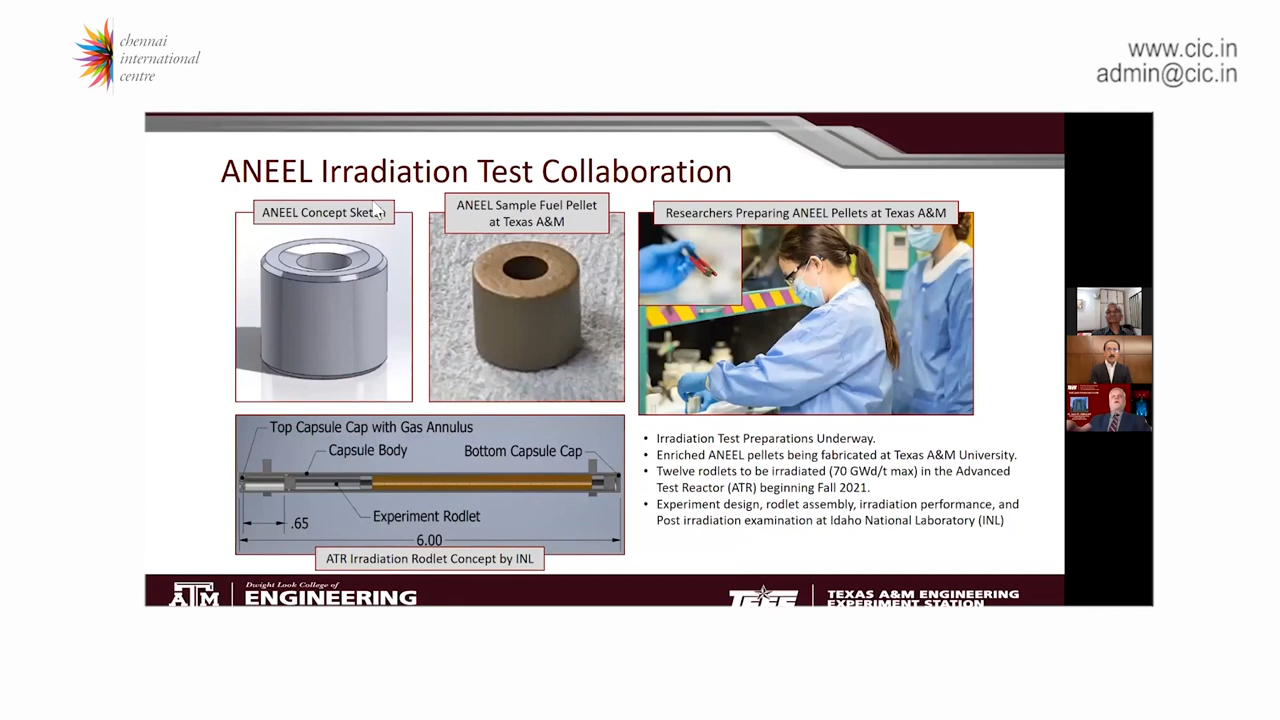 chennai
international
centre
www.cic.in
admin@cic.in
ANEEL Irradiation Test Collaboration
ANEEL Concept Sketch
ANEEL Sample Fuel Pellet
at Texas A&M
Researchers Preparing ANEEL Pellets at Texas A&M
Top Capsule Cap with Gas Annulus
Capsule Body
Bottom Capsule Cap
Experiment Rodlet
.65
6.00
ATR Irradiation Rodlet Concept by INL
• Irradiation Test Preparations Underway.
• Enriched ANEEL pellets being fabricated at Texas A&M University.
• Twelve rodlets to be irradiated (70 GWd/t max) in the Advanced
Test Reactor (ATR) beginning Fall 2021.
• Experiment design, rodlet assembly, irradiation performance, and
Post irradiation examination at Idaho National Laboratory (INL)
ATM
Dwight Look College of
ENGINEERING
TEES
TEXAS A&M ENGINEERING
EXPERIMENT STATION